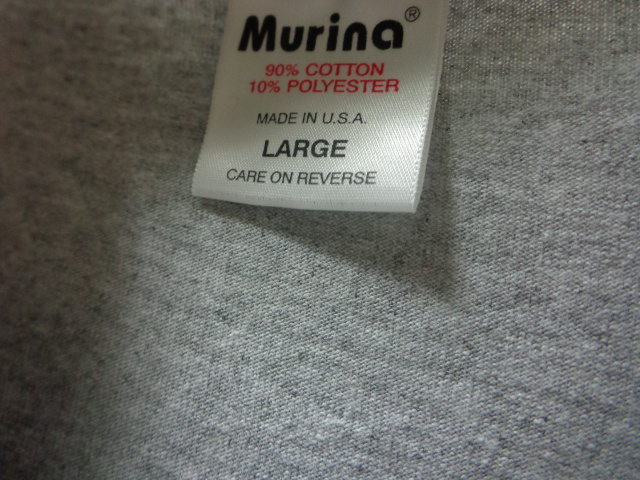 Murina®
90% COTTON
10% POLYESTER
MADE IN U.S.A.
LARGE
CARE ON REVERSE